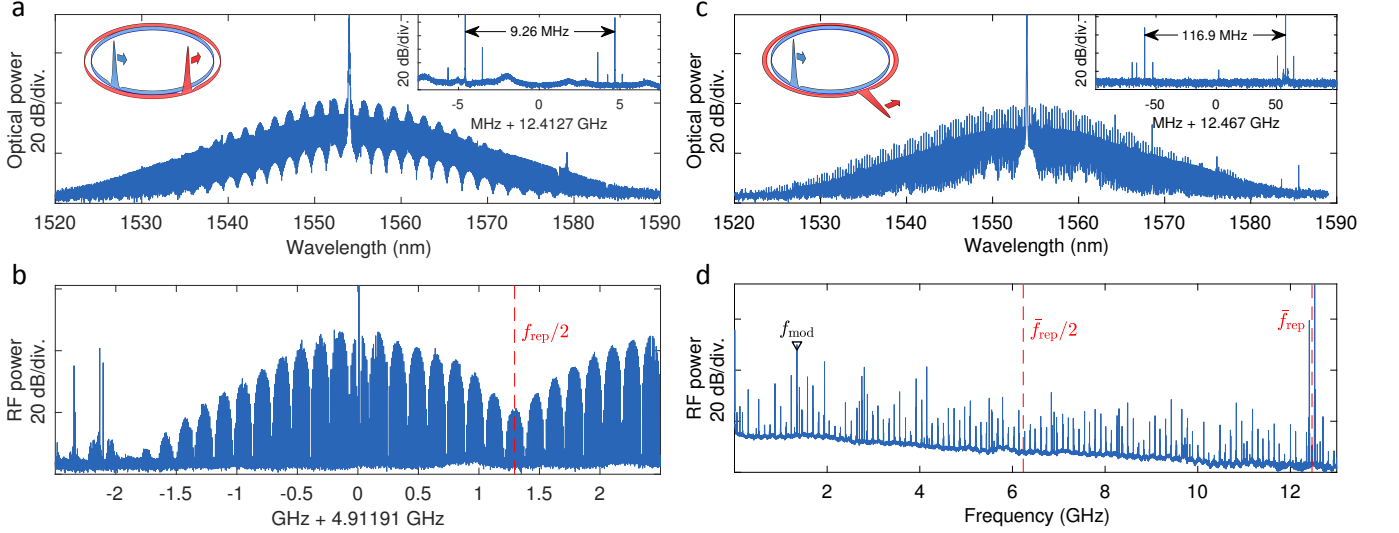 a
Optical power
20 dB/div.
20 dB/div.
9.26 MHz
-5 0 5
MHz + 12.4127 GHz
1520 1530 1540 1550 1560 1570 1580 1590
Wavelength (nm)
c
Optical power
20 dB/div.
20 dB/div.
116.9 MHz
-50 0 50
MHz + 12.467 GHz
1520 1530 1540 1550 1560 1570 1580 1590
Wavelength (nm)
b
RF power
20 dB/div.
f_rep/2
-2 -1.5 -1 -0.5 0 0.5 1 1.5 2
GHz + 4.91191 GHz
d
RF power
20 dB/div.
f_mod
f̄_rep/2
f̄_rep
2 4 6 8 10 12
Frequency (GHz)